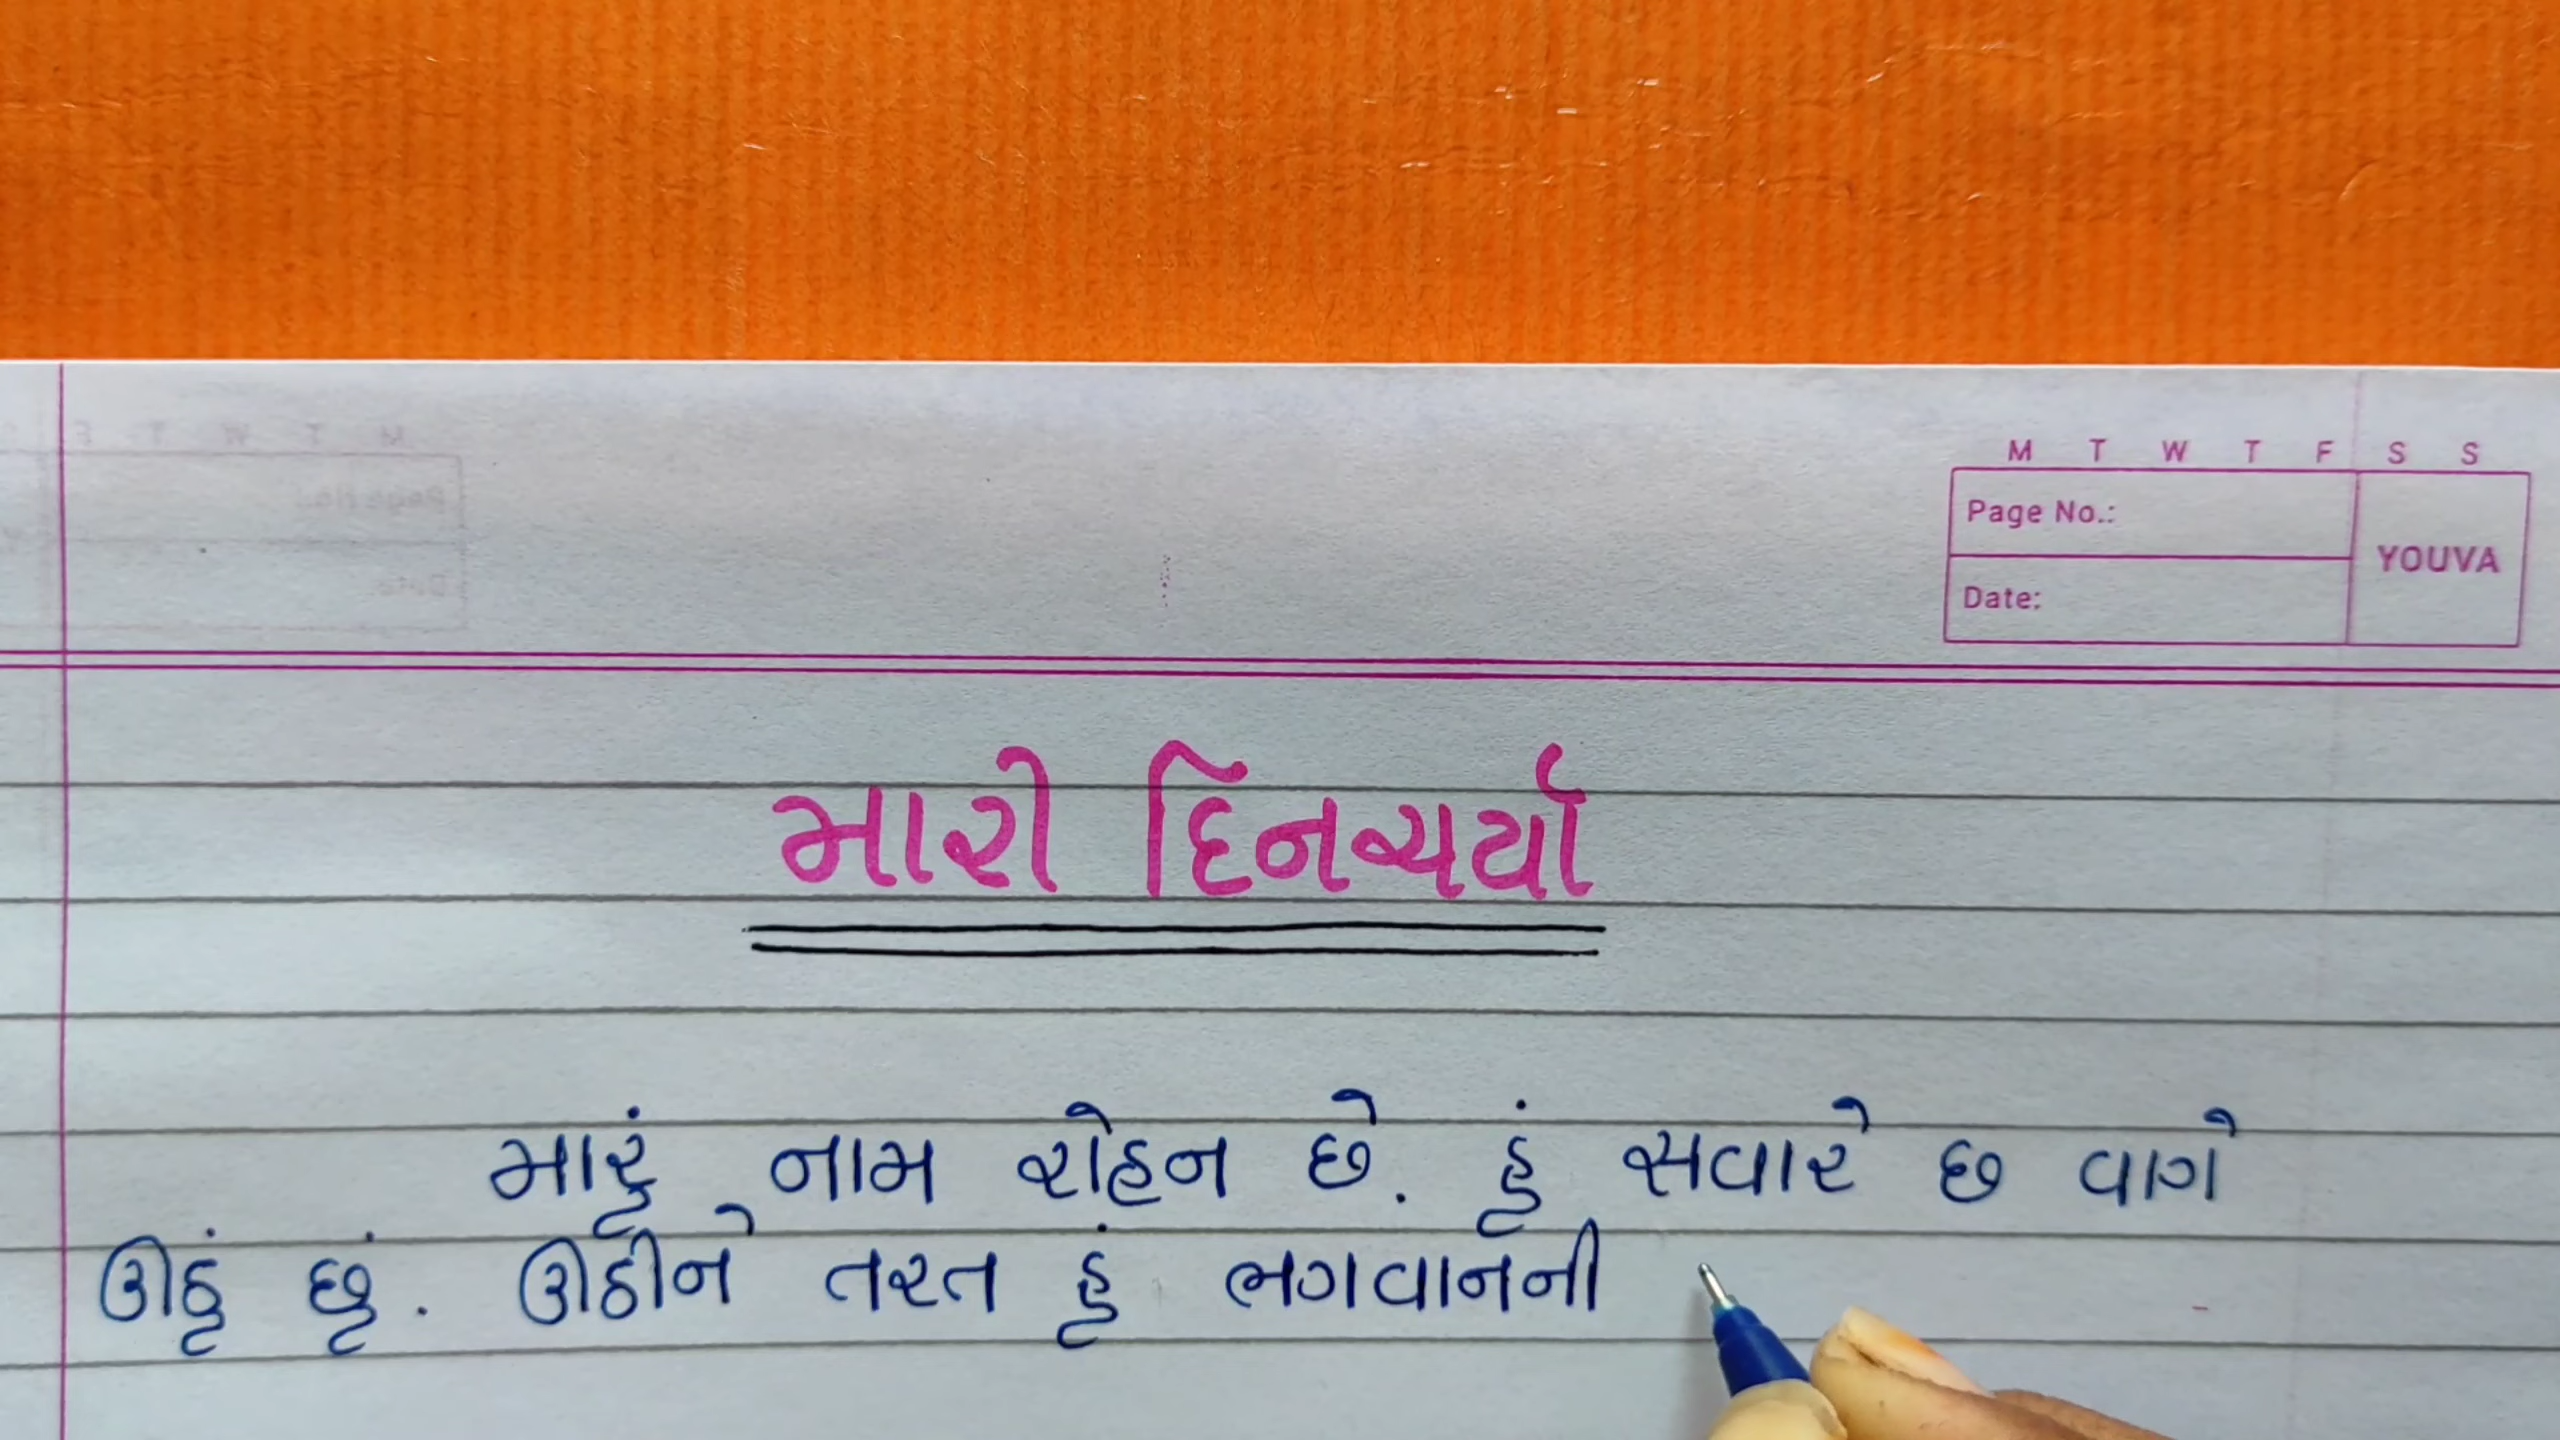 M T W T F S S
Page No.:
YOUVA
Date:
મારી દિનચર્યા
મારું નામ રોહન છે. હું સવારે છ વાગે
ઊઠું છું. ઊઠીને તરત હું ભગવાનની